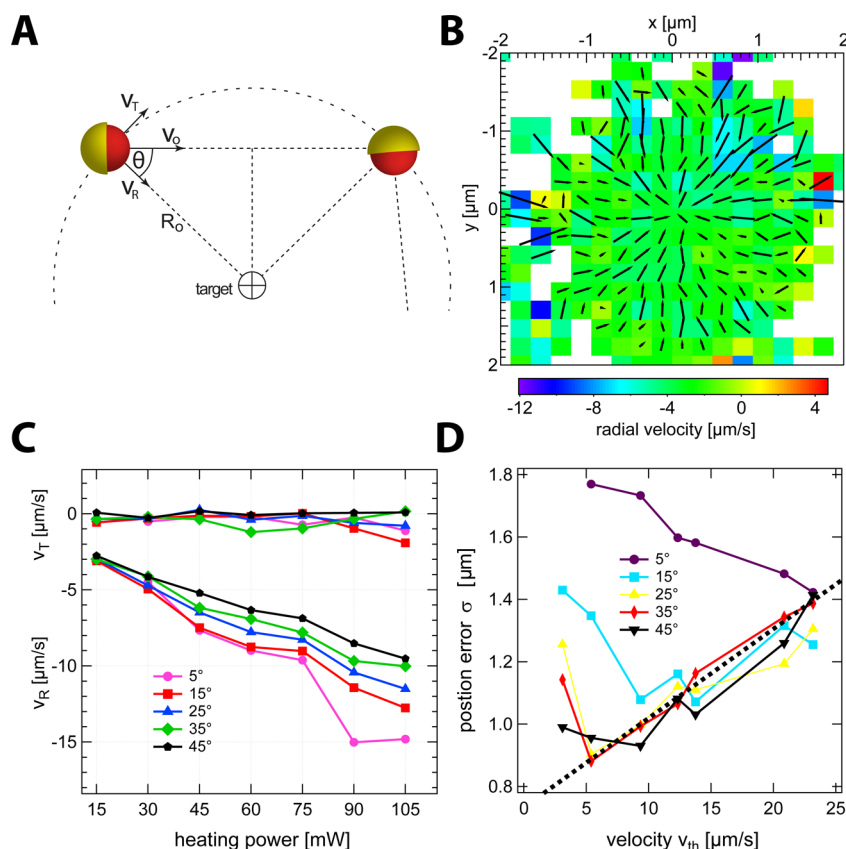 A
v_T
v_o
θ
v_R
R_o
target
B
x [µm]
-2 -1 0 1 2
y [µm]
-2
-1
0
1
2
-12 -8 -4 0 4
radial velocity [µm/s]
C
v_T [µm/s]
v_R [µm/s]
0
-5
-10
-15
5°
15°
25°
35°
45°
15 30 45 60 75 90 105
heating power [mW]
D
postion error σ [µm]
1.8
1.6
1.4
1.2
1.0
0.8
5°
15°
25°
35°
45°
0 5 10 15 20 25
velocity v_th [µm/s]